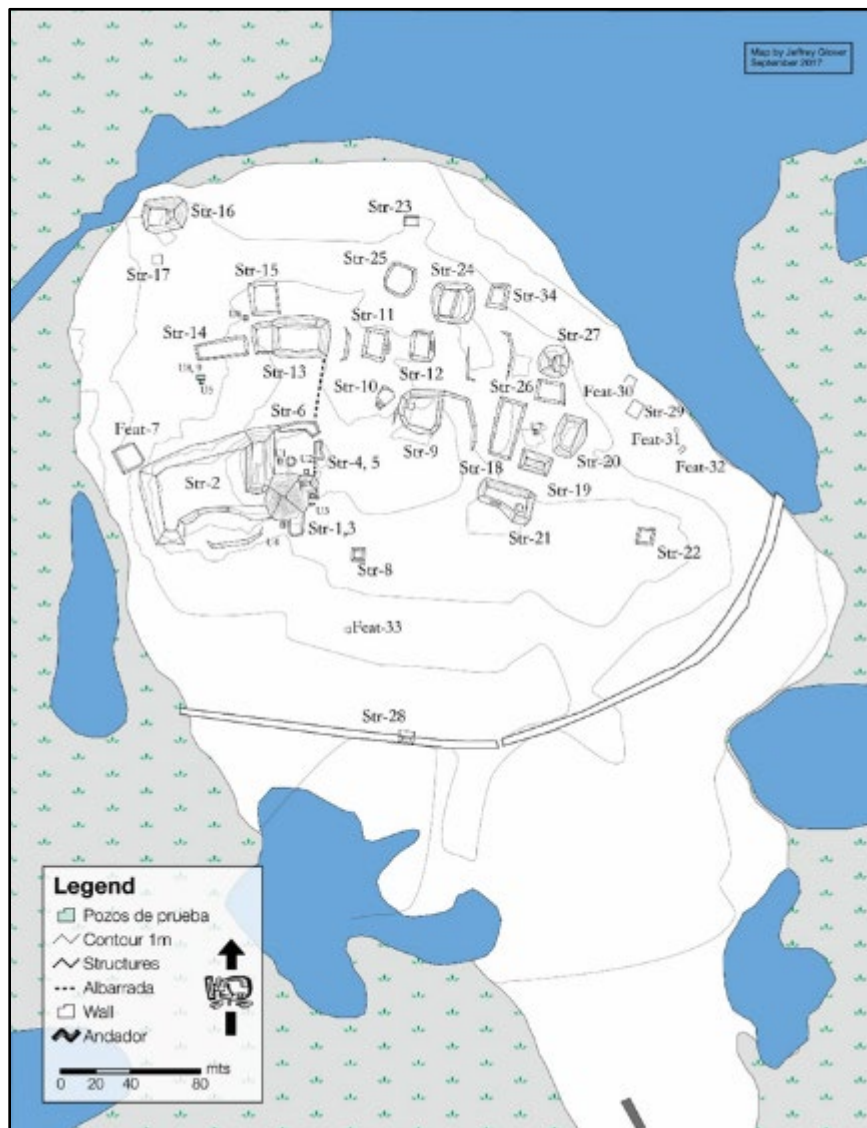 Map by Jeffrey Glover
September 2017
Str-16
Str-23
Str-17
Str-25
Str-24
Str-15
Str-34
Str-11
Str-14
Str-27
Str-13
Str-12
Str-26
Feat-30
U5
Str-10
Str-29
Str-6
Feat-7
Feat-31
Str-9
Str-20
Feat-32
U1
U2
Str-4, 5
Str-18
Str-2
Str-19
U3
Str-1,3
Str-21
Str-22
Str-8
Feat-33
Str-28
Legend
Pozos de prueba
Contour 1m
Structures
Albarrada
Wall
Andador
mts
0 20 40 80